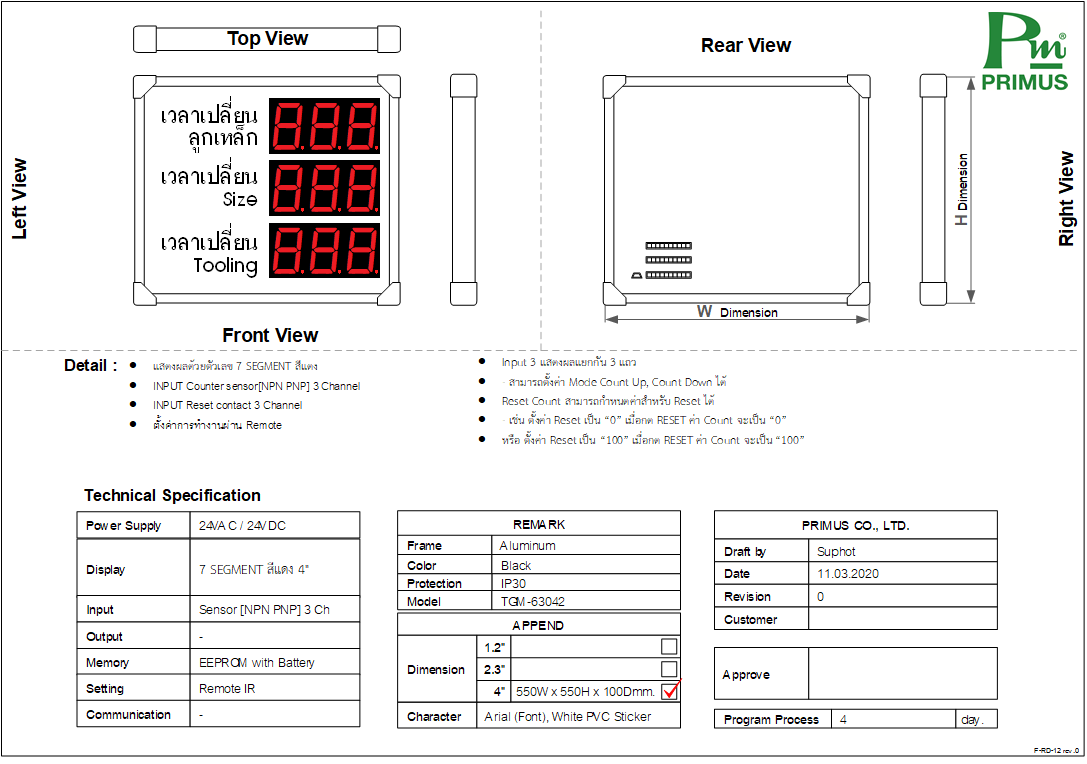 Top View
Rear View
Pm®
PRIMUS
เวลาเปลี่ยน
ลูกเหล็ก
888
เวลาเปลี่ยน
Size
888
เวลาเปลี่ยน
Tooling
888
Left View
H Dimension
Right View
W Dimension
Front View
Detail :
• แสดงผลด้วยตัวเลข 7 SEGMENT สีแดง
• INPUT Counter sensor[NPN PNP] 3 Channel
• INPUT Reset contact 3 Channel
• ตั้งค่าการทำงานผ่าน Remote
• Input 3 แสดงผลแยกกัน 3 แถว
• - สามารถตั้งค่า Mode Count Up, Count Down ได้
• Reset Count สามารถกำหนดค่าสำหรับ Reset ได้
• - เช่น ตั้งค่า Reset เป็น “0” เมื่อกด RESET ค่า Count จะเป็น “0”
• หรือ ตั้งค่า Reset เป็น “100” เมื่อกด RESET ค่า Count จะเป็น “100”
Technical Specification
Power Supply 24VAC / 24VDC
Display 7 SEGMENT สีแดง 4"
Input Sensor [NPN PNP] 3 Ch
Output -
Memory EEPROM with Battery
Setting Remote IR
Communication -
REMARK
Frame Aluminum
Color Black
Protection IP30
Model TGM-63042
APPEND
Dimension
1.2"
2.3"
4" 550W x 550H x 100Dmm.
Character Arial (Font), White PVC Sticker
PRIMUS CO., LTD.
Draft by Suphot
Date 11.03.2020
Revision 0
Customer
Approve
Program Process 4 day.
F-RD-12 rev.0